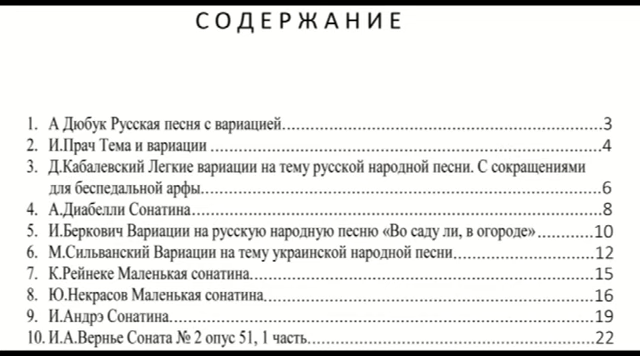 СОДЕРЖАНИЕ
1. А Дюбук Русская песня с вариацией........................................................3
2. И.Прач Тема и вариации ........................................................................4
3. Д.Кабалевский Легкие вариации на тему русской народной песни. С сокращениями
для беспедальной арфы..........................................................................6
4. А.Диабелли Сонатина............................................................................8
5. И.Беркович Вариации на русскую народную песню «Во саду ли, в огороде»..........10
6. М.Сильванский Вариации на тему украинской народной песни........................12
7. К.Рейнеке Маленькая сонатина..............................................................15
8. Ю.Некрасов Маленькая сонатина............................................................16
9. И.Андрэ Сонатина................................................................................19
10. И.А.Вернье Соната № 2 опус 51, 1 часть...................................................22